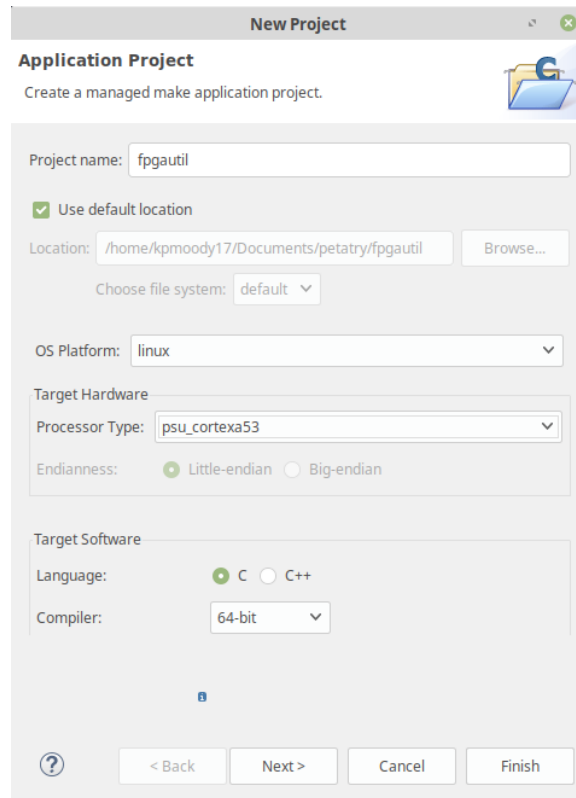 New Project
Application Project
Create a managed make application project.
Project name: fpgautil
Use default location
Location: /home/kpmoody17/Documents/petatry/fpgautil Browse...
Choose file system: default
OS Platform: linux
Target Hardware
Processor Type: psu_cortexa53
Endianness: Little-endian Big-endian
Target Software
Language: C C++
Compiler: 64-bit
< Back Next > Cancel Finish